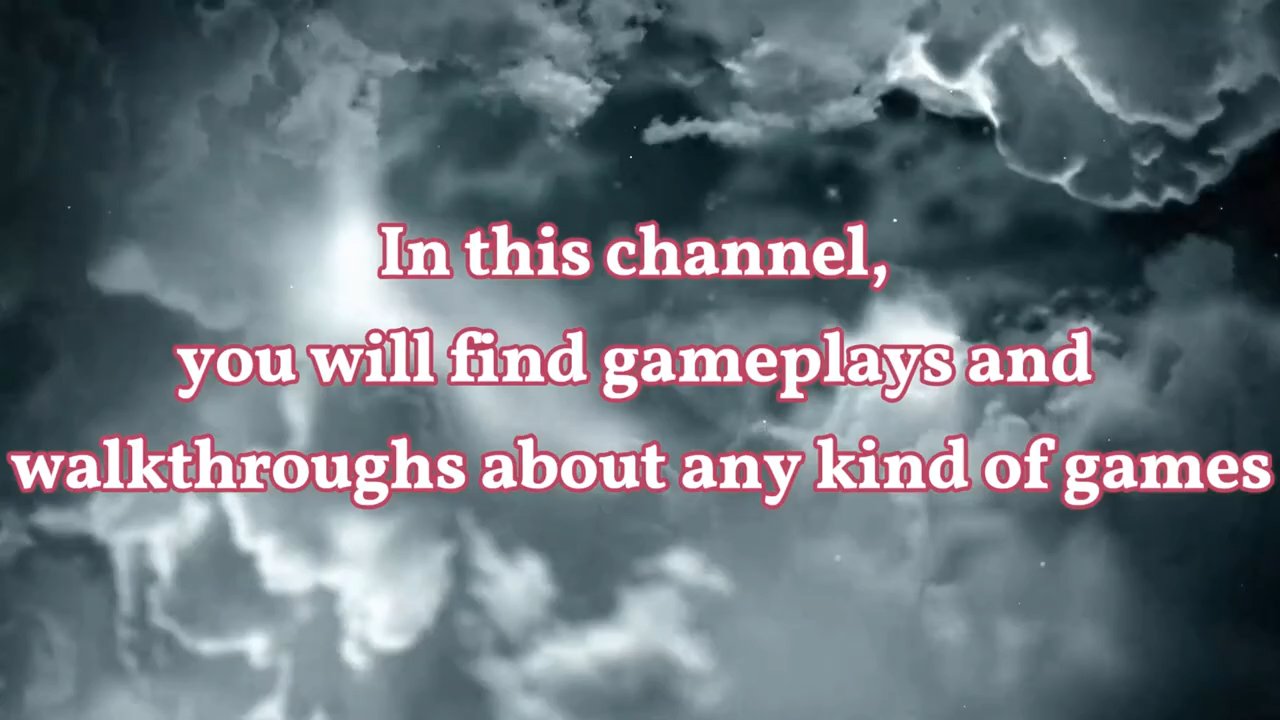 In this channel,
you will find gameplays and
walkthroughs about any kind of games